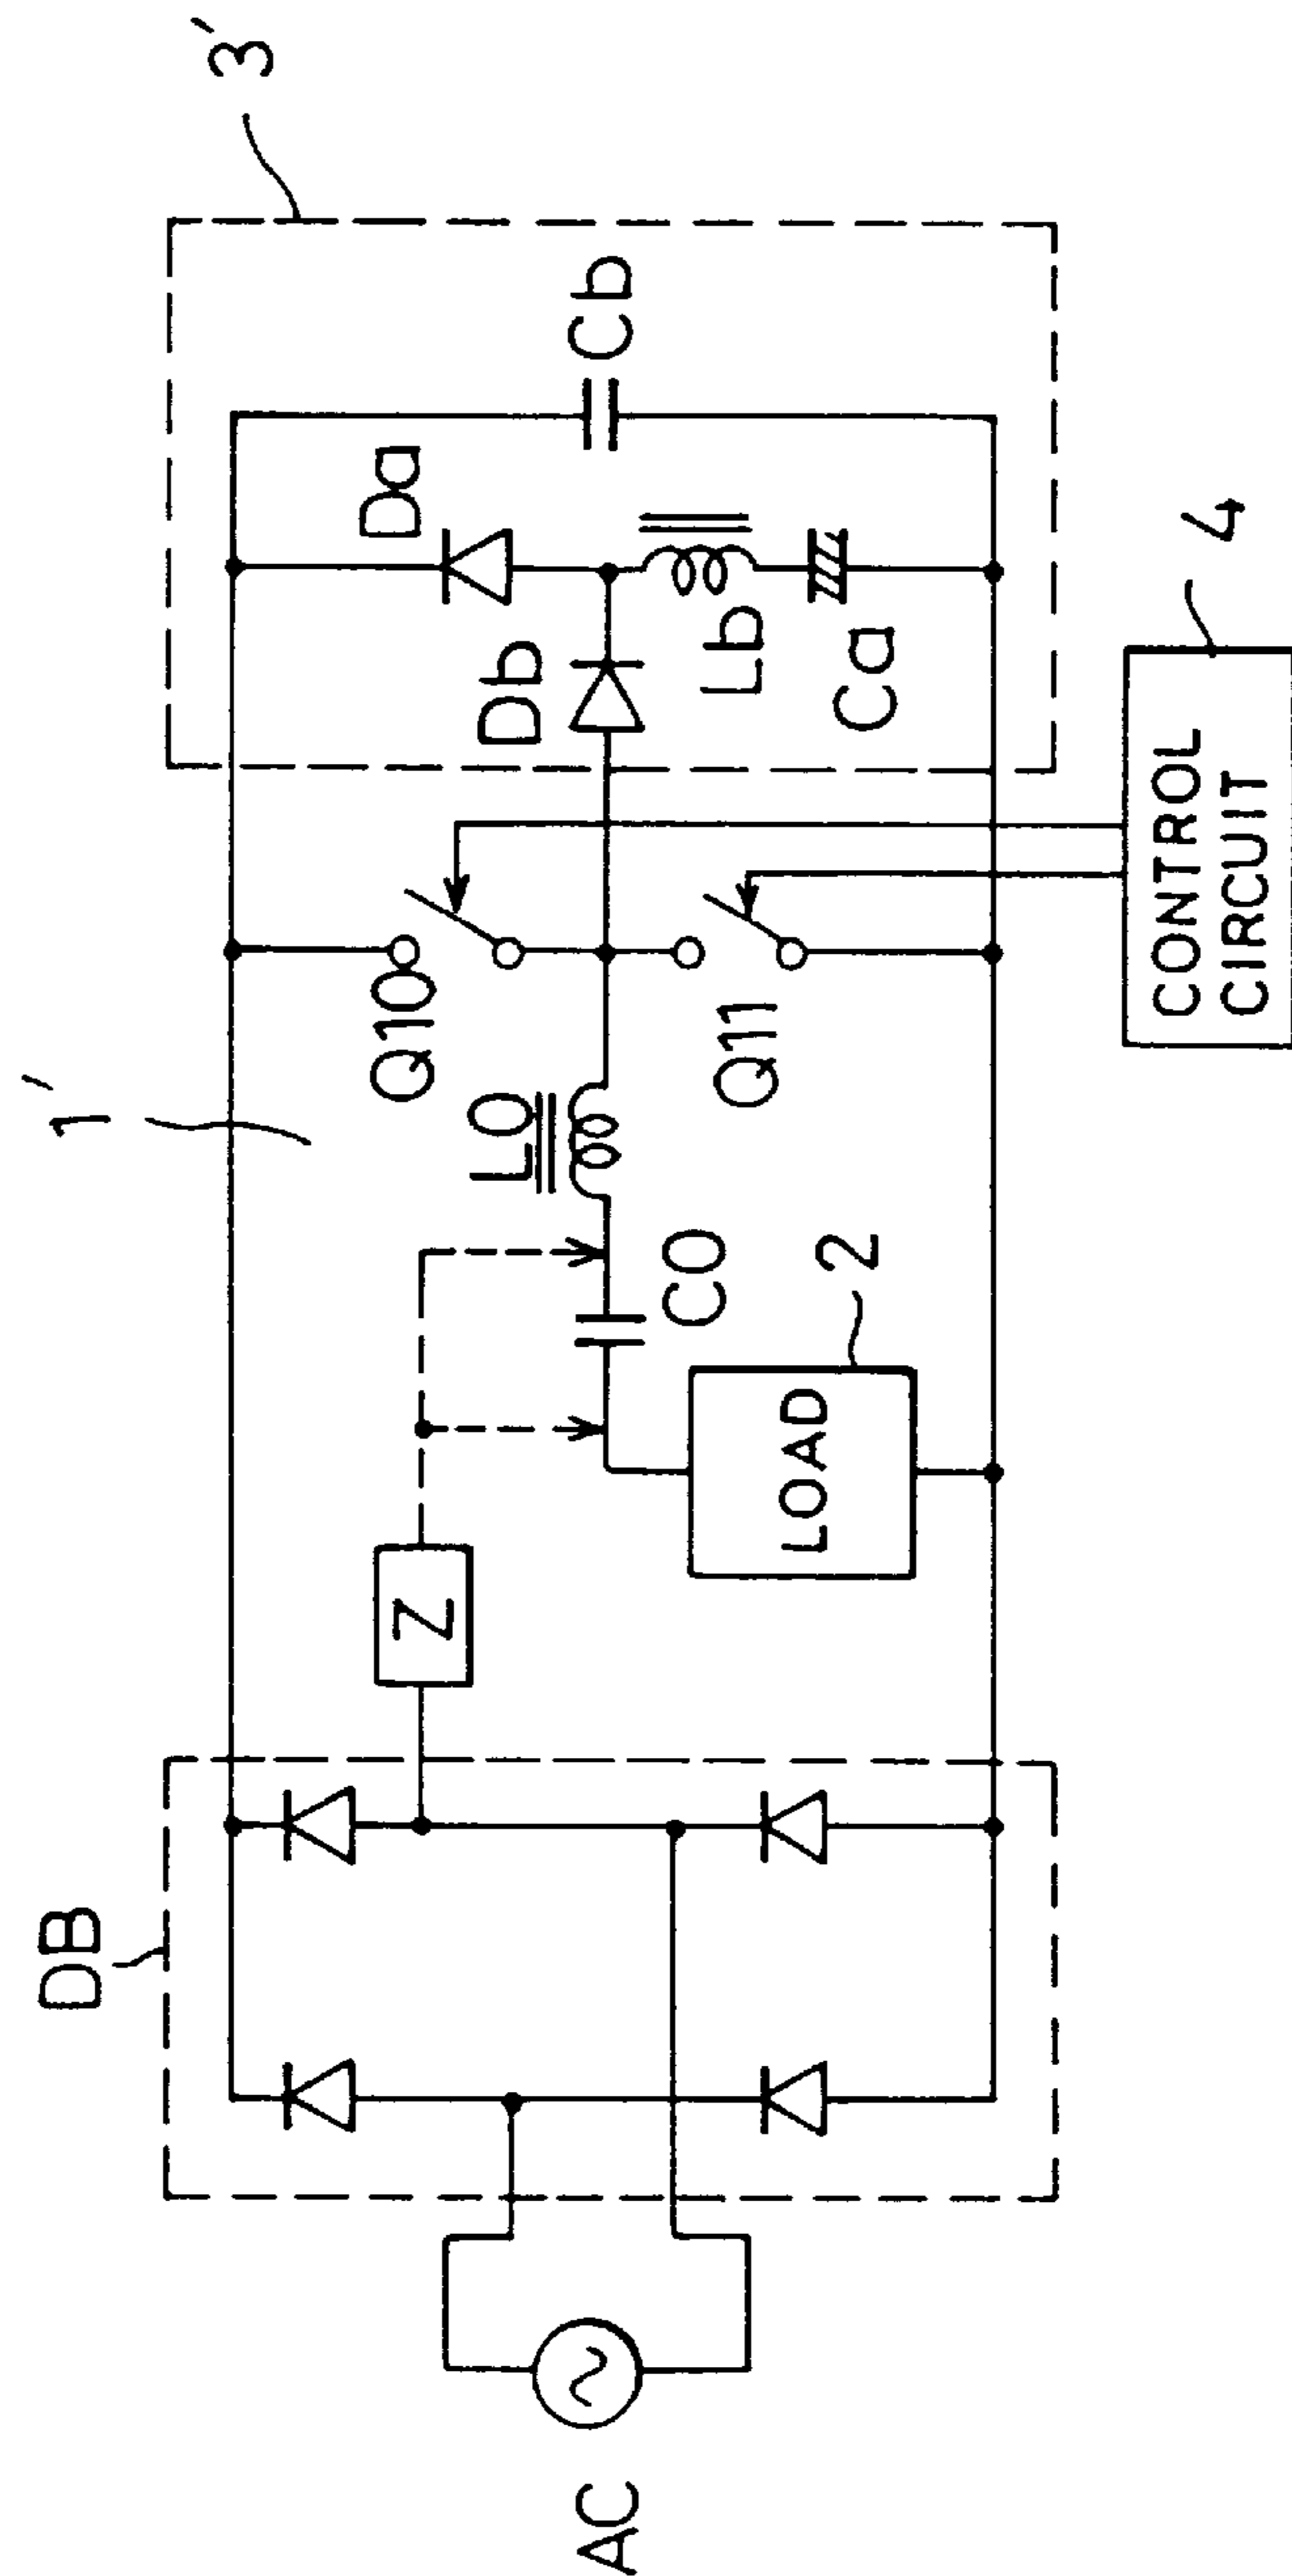 3'
1'
DB
Da
Cb
Db
Lb
Ca
Q10
Q11
L0
C0
Z
LOAD
2
AC
CONTROL
CIRCUIT
4